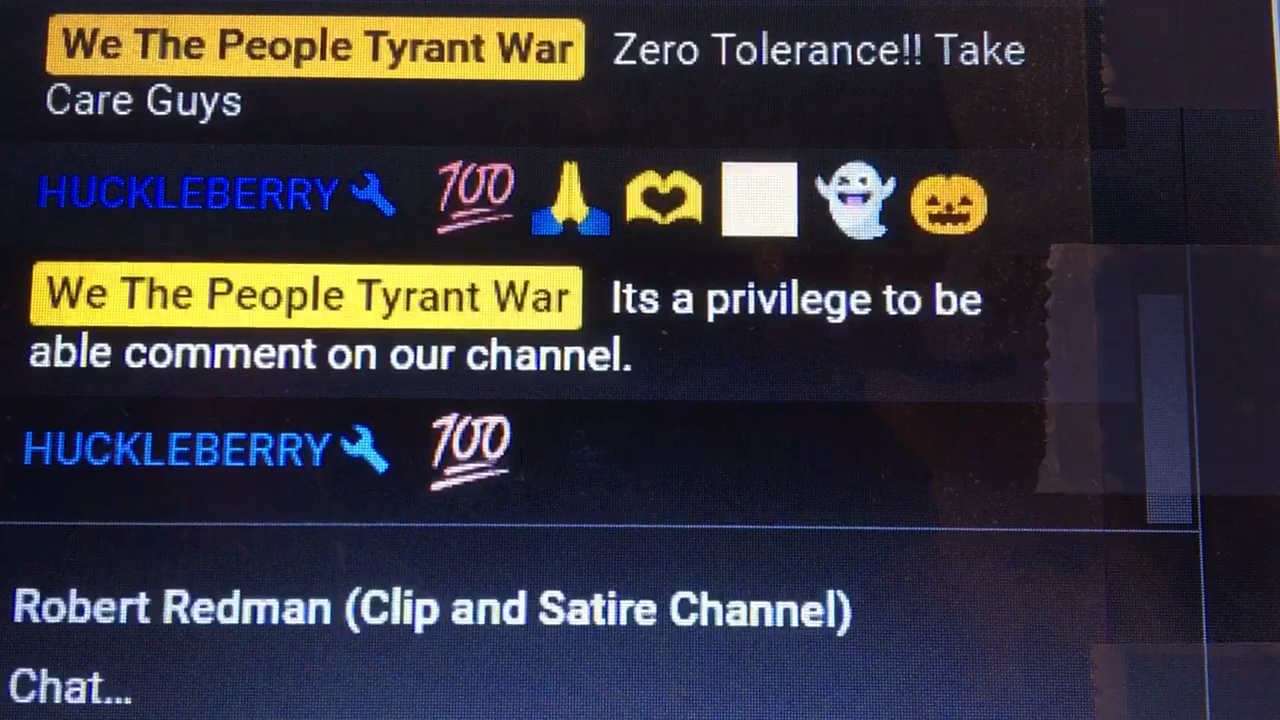 We The People Tyrant War Zero Tolerance!! Take
Care Guys
HUCKLEBERRY 🔧 💯 🙏 🫶 ⬜ 👻 🎃
We The People Tyrant War Its a privilege to be
able comment on our channel.
HUCKLEBERRY 🔧 💯
Robert Redman (Clip and Satire Channel)
Chat...